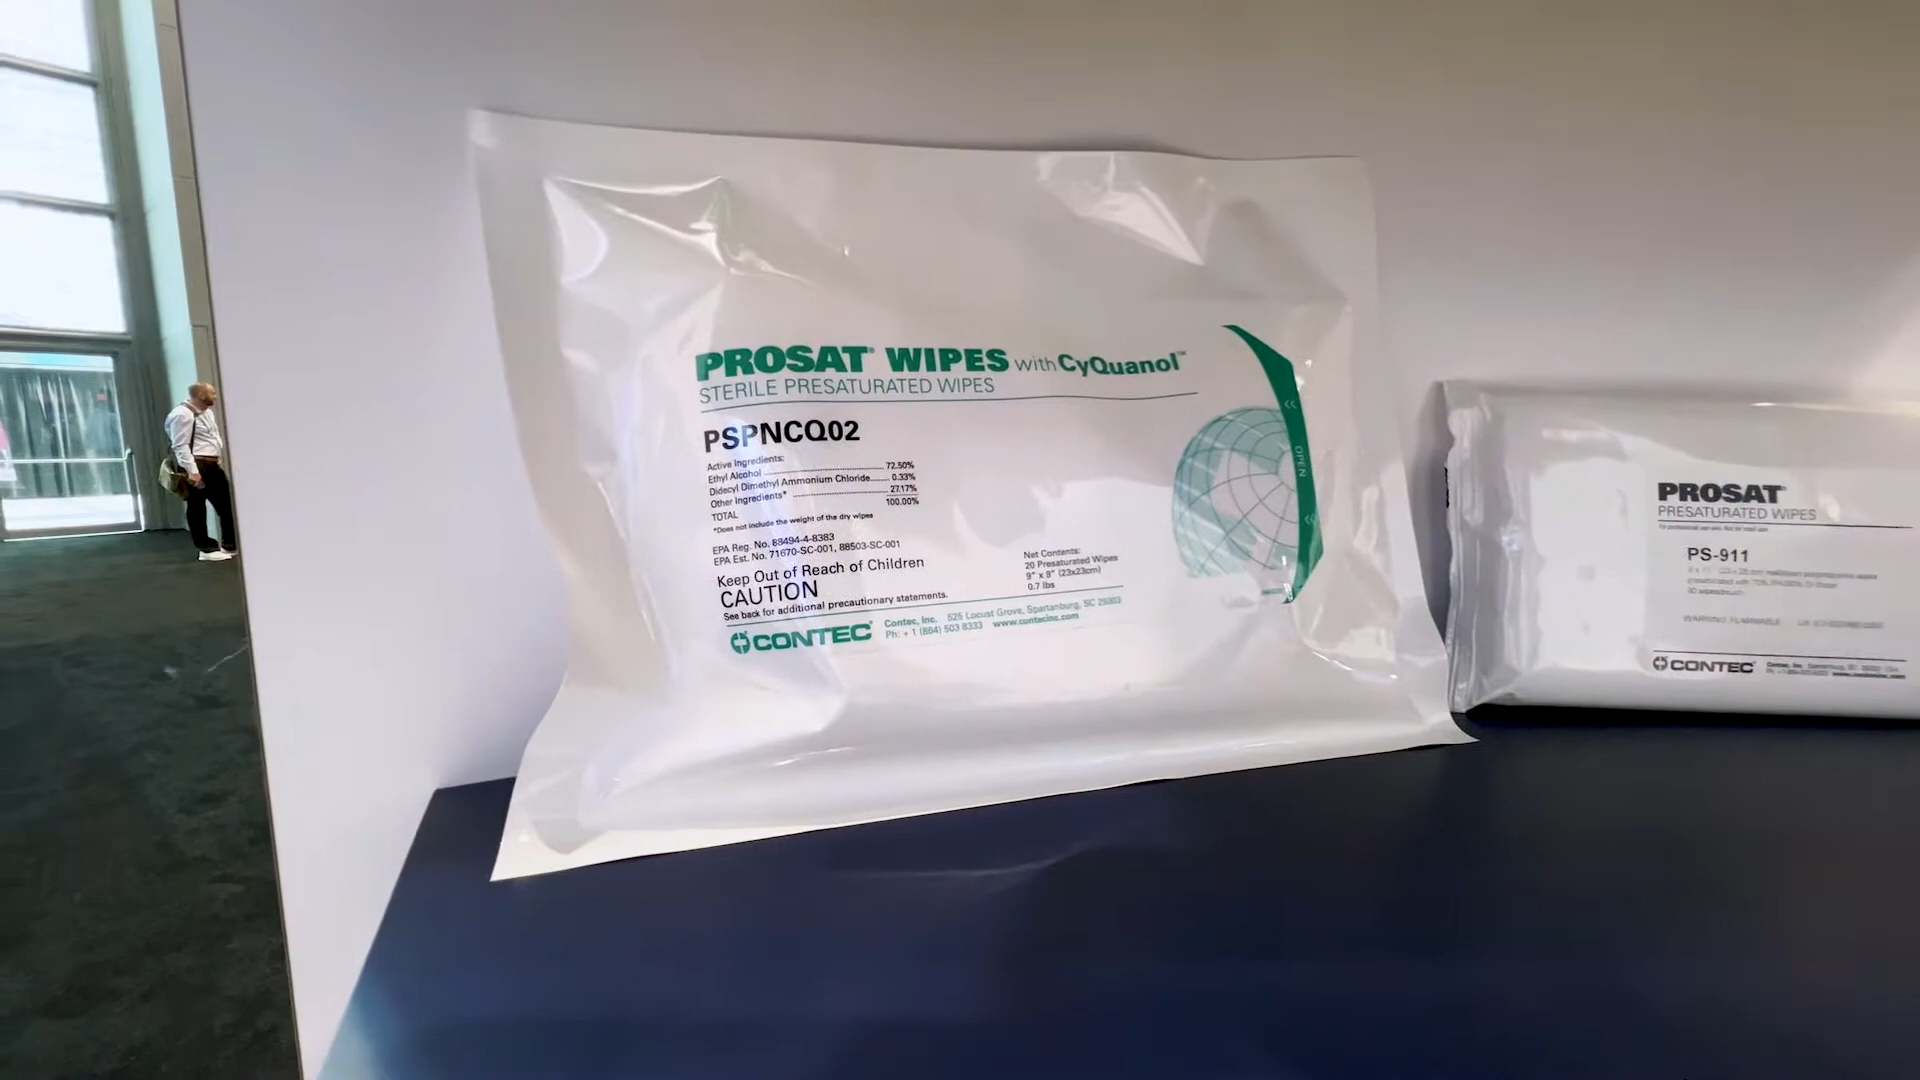 PROSAT® WIPES with CyQuanol™
STERILE PRESATURATED WIPES
PSPNCQ02
Active Ingredients:
Ethyl Alcohol 72.50%
Didecyl Dimethyl Ammonium Chloride 0.33%
Other Ingredients* 27.17%
TOTAL 100.00%
*Does not include the weight of the dry wipes
EPA Reg. No. 88494-4-8383
EPA Est. No. 71670-SC-001, 88503-SC-001
Keep Out of Reach of Children
CAUTION
See back for additional precautionary statements.
Net Contents:
20 Presaturated Wipes
9" x 9" (23x23cm)
0.7 lbs
CONTEC® Contec, Inc. 525 Locust Grove, Spartanburg, SC 29303
Ph: + 1 (864) 503 8333 www.contecinc.com
OPEN
PROSAT®
PRESATURATED WIPES
PS-911
CONTEC®